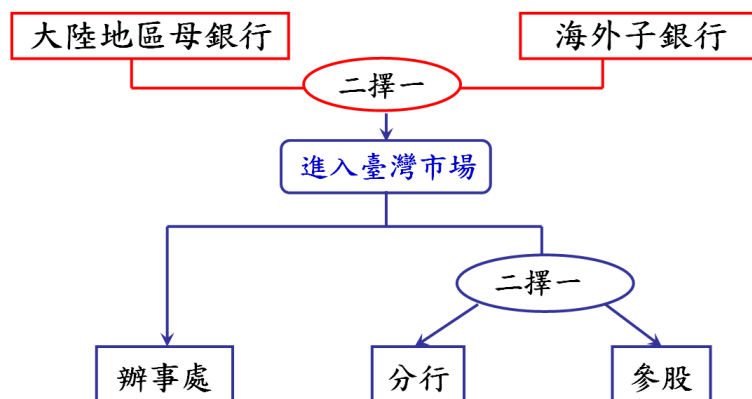 大陸地區母銀行
海外子銀行
二擇一
進入臺灣市場
二擇一
辦事處
分行
參股